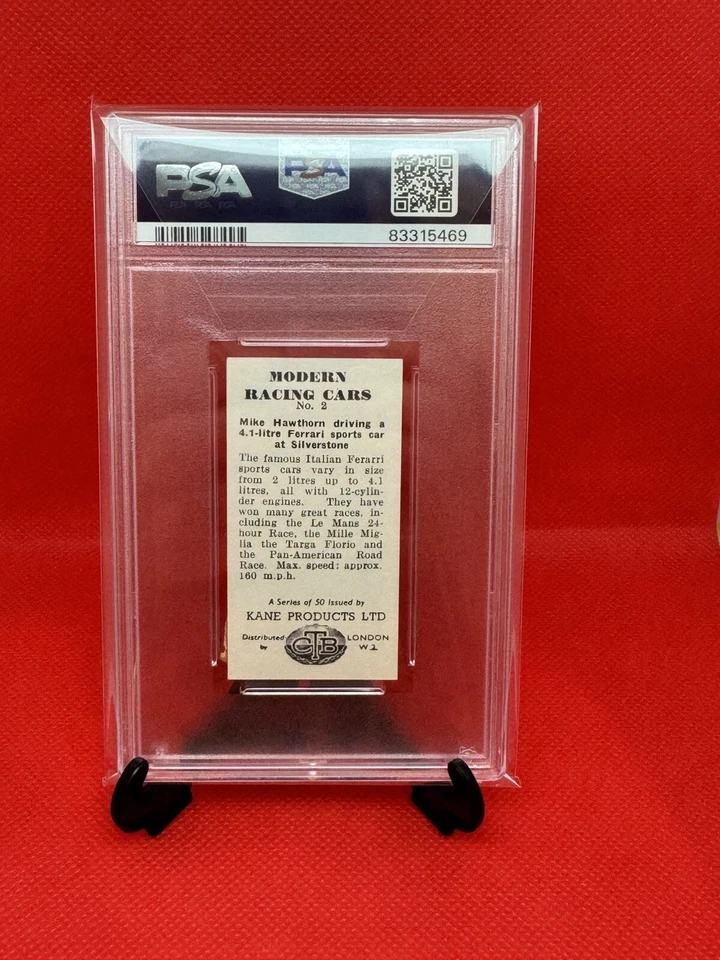 PSA
PSA
83315469
MODERN
RACING CARS
No. 2
Mike Hawthorn driving a
4.1-litre Ferrari sports car
at Silverstone
The famous Italian Ferarri
sports cars vary in size
from 2 litres up to 4.1
litres, all with 12-cylin-
der engines. They have
won many great races, in-
cluding the Le Mans 24-
hour Race, the Mille Mig-
lia the Targa Florio and
the Pan-American Road
Race. Max. speed: approx.
160 m.p.h.
A Series of 50 Issued by
KANE PRODUCTS LTD
Distributed by CTB LONDON W2